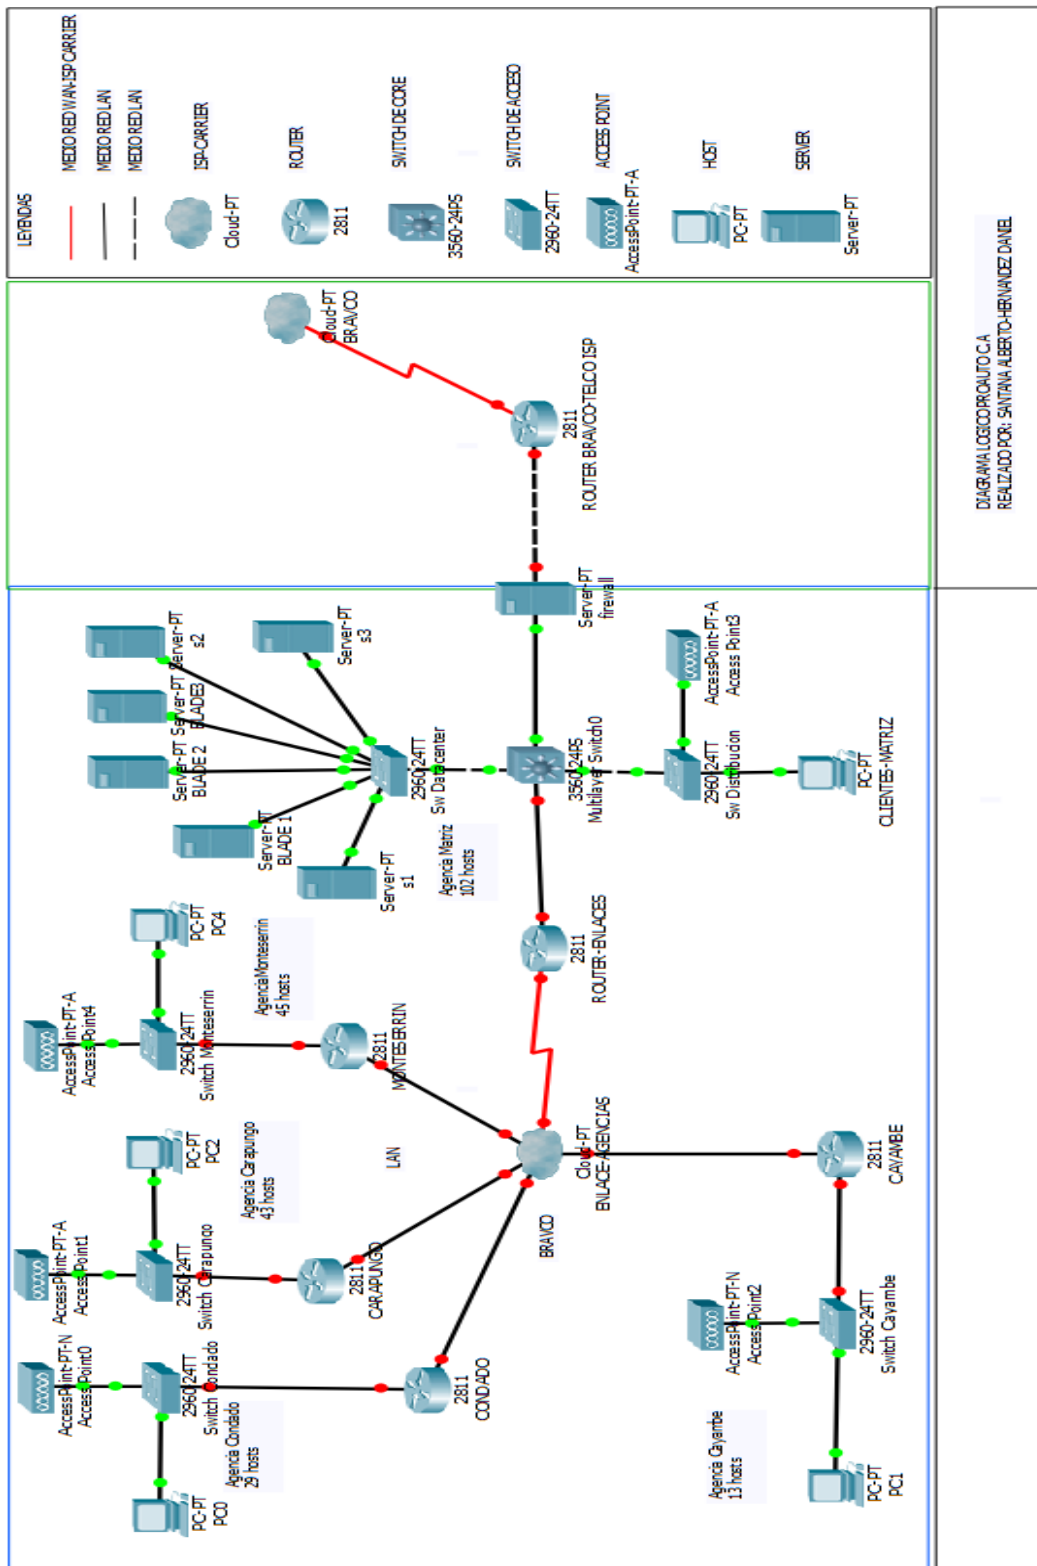 LEYENDAS
MEDIO RED WAN-ISP CARRIER
MEDIO RED LAN
MEDIO RED LAN
ISP-CARRIER
Cloud-PT
ROUTER
2811
SWITCH DE CORE
3560-24PS
SWITCH DE ACCESO
2960-24TT
ACCESS POINT
AccessPoint-PT-A
HOST
PC-PT
SERVER
Server-PT
Cloud-PT
BRAVCO
2811
ROUTER BRAVCO-TELCO ISP
Server-PT
firewall
Server-PT
s2
Server-PT
BLADE3
Server-PT
BLADE 2
Server-PT
BLADE 1
Server-PT
s1
Server-PT
s3
2960-24TT
Sw Datacenter
Agencia Matriz
102 hosts
3560-24PS
Multilayer Switch0
AccessPoint-PT-A
Access Point3
2960-24TT
Sw Distribucion
PC-PT
CLIENTES-MATRIZ
2811
ROUTER-ENLACES
PC-PT
PC4
AccessPoint-PT-A
Access Point4
2960-24TT
Switch Monteserrin
Agencia Monteserrin
45 hosts
2811
MONTESERRIN
PC-PT
PC2
AccessPoint-PT-A
Access Point1
2960-24TT
Switch Carapungo
Agencia Carapungo
43 hosts
2811
CARAPUNGO
LAN
Cloud-PT
ENLACE-AGENCIAS
BRAVCO
AccessPoint-PT-N
Access Point0
2960-24TT
Switch Condado
Agencia Condado
29 hosts
PC-PT
PC0
2811
CONDADO
2811
CAYAMBE
AccessPoint-PT-N
Access Point2
2960-24TT
Switch Cayambe
Agencia Cayambe
13 hosts
PC-PT
PC1
DIAGRAMA LOGICO PROAUTO C.A
REALIZADO POR: SANTANA ALBERTO-HERNANDEZ DANIEL